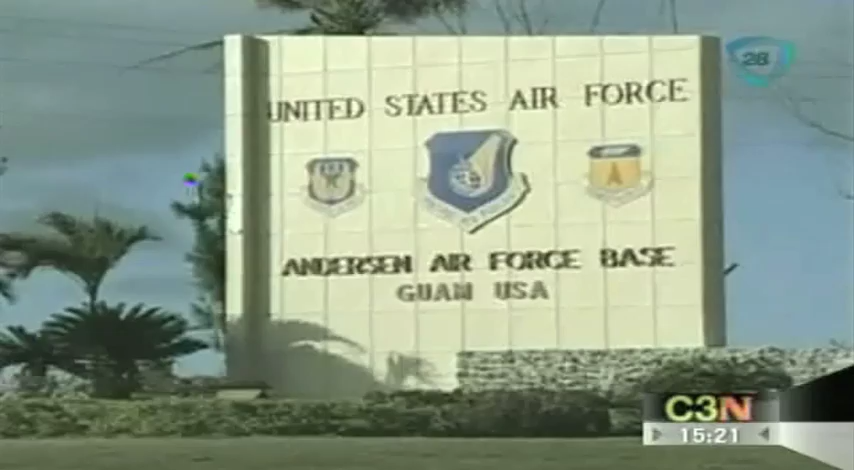 28
UNITED STATES AIR FORCE
ANDERSEN AIR FORCE BASE
GUAM USA
C3N
15:21